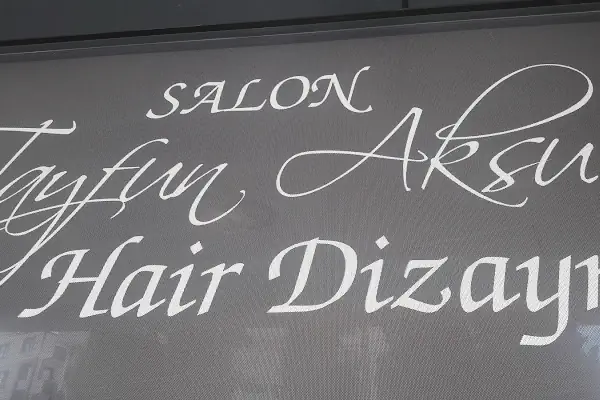 SALON
Tayfun Aksu
Hair Dizayn